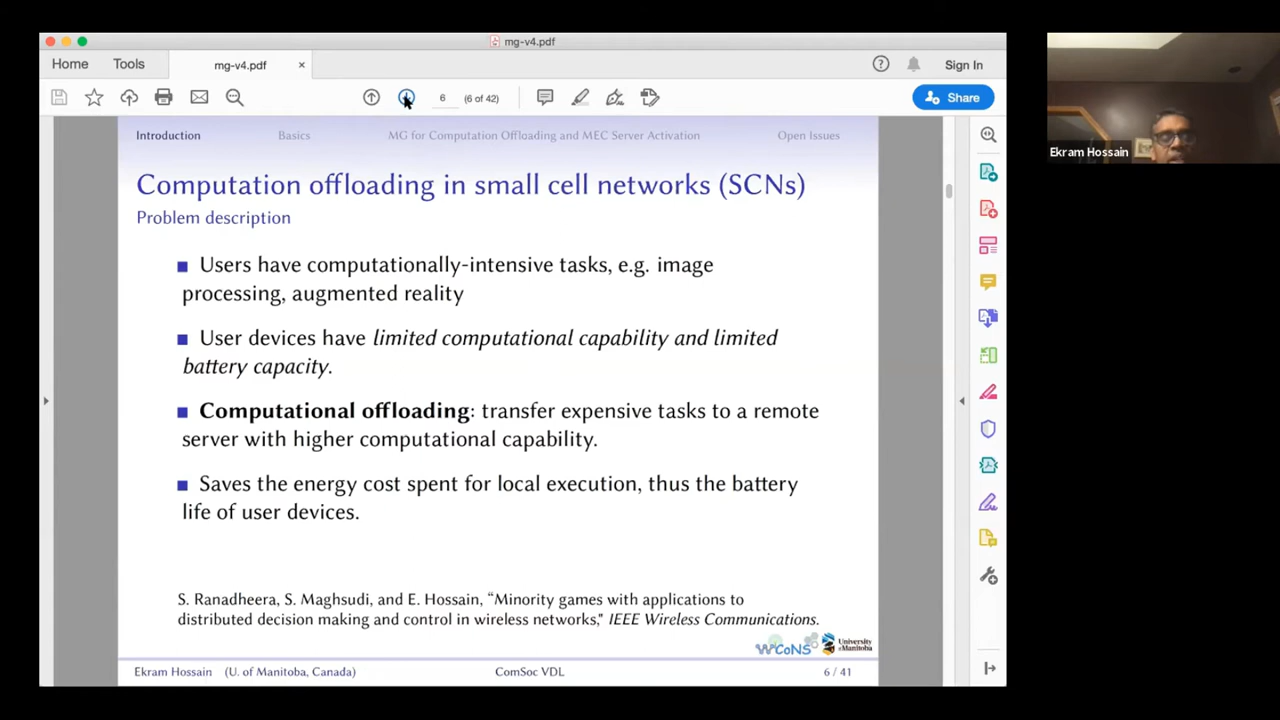 mg-v4.pdf
Home
Tools
mg-v4.pdf
×
Sign In
6
(6 of 42)
Share
Ekram Hossain
Introduction
Basics
MG for Computation Offloading and MEC Server Activation
Open Issues
Computation offloading in small cell networks (SCNs)
Problem description
Users have computationally-intensive tasks, e.g. image
processing, augmented reality
User devices have limited computational capability and limited
battery capacity.
Computational offloading: transfer expensive tasks to a remote
server with higher computational capability.
Saves the energy cost spent for local execution, thus the battery
life of user devices.
S. Ranadheera, S. Maghsudi, and E. Hossain, “Minority games with applications to
distributed decision making and control in wireless networks,” IEEE Wireless Communications.
WCoNS
University
of Manitoba
Ekram Hossain (U. of Manitoba, Canada)
ComSoc VDL
6 / 41